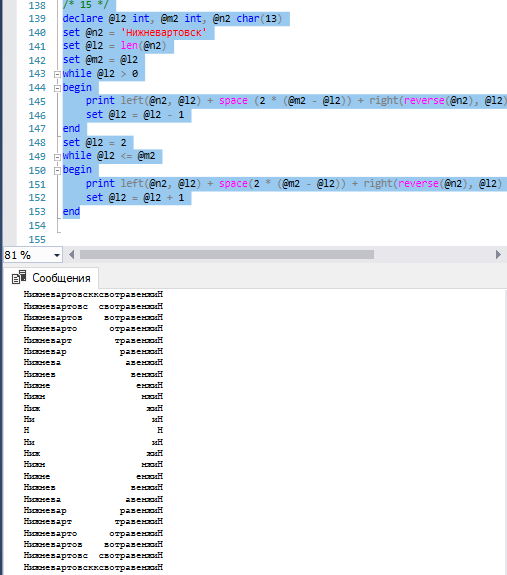 138 /* 15 */
139 declare @l2 int, @m2 int, @n2 char(13)
140 set @n2 = 'Нижневартовск'
141 set @l2 = len(@n2)
142 set @m2 = @l2
143 while @l2 > 0
144 begin
145 print left(@n2, @l2) + space (2 * (@m2 - @l2)) + right(reverse(@n2), @l2)
146 set @l2 = @l2 - 1
147 end
148 set @l2 = 2
149 while @l2 <= @m2
150 begin
151 print left(@n2, @l2) + space(2 * (@m2 - @l2)) + right(reverse(@n2), @l2)
152 set @l2 = @l2 + 1
153 end
154
155
81 %
Сообщения
НижневартовскксвотравенжиН
Нижневартовс  свотравенжиН
Нижневартов    вотравенжиН
Нижневарто      отравенжиН
Нижневарт        травенжиН
Нижневар          равенжиН
Нижнева            авенжиН
Нижнев              венжиН
Нижне                енжиН
Нижн                  нжиН
Ниж                    жиН
Ни                      иН
Н                        Н
Ни                      иН
Ниж                    жиН
Нижн                  нжиН
Нижне                енжиН
Нижнев              венжиН
Нижнева            авенжиН
Нижневар          равенжиН
Нижневарт        травенжиН
Нижневарто      отравенжиН
Нижневартов    вотравенжиН
Нижневартовс  свотравенжиН
НижневартовскксвотравенжиН